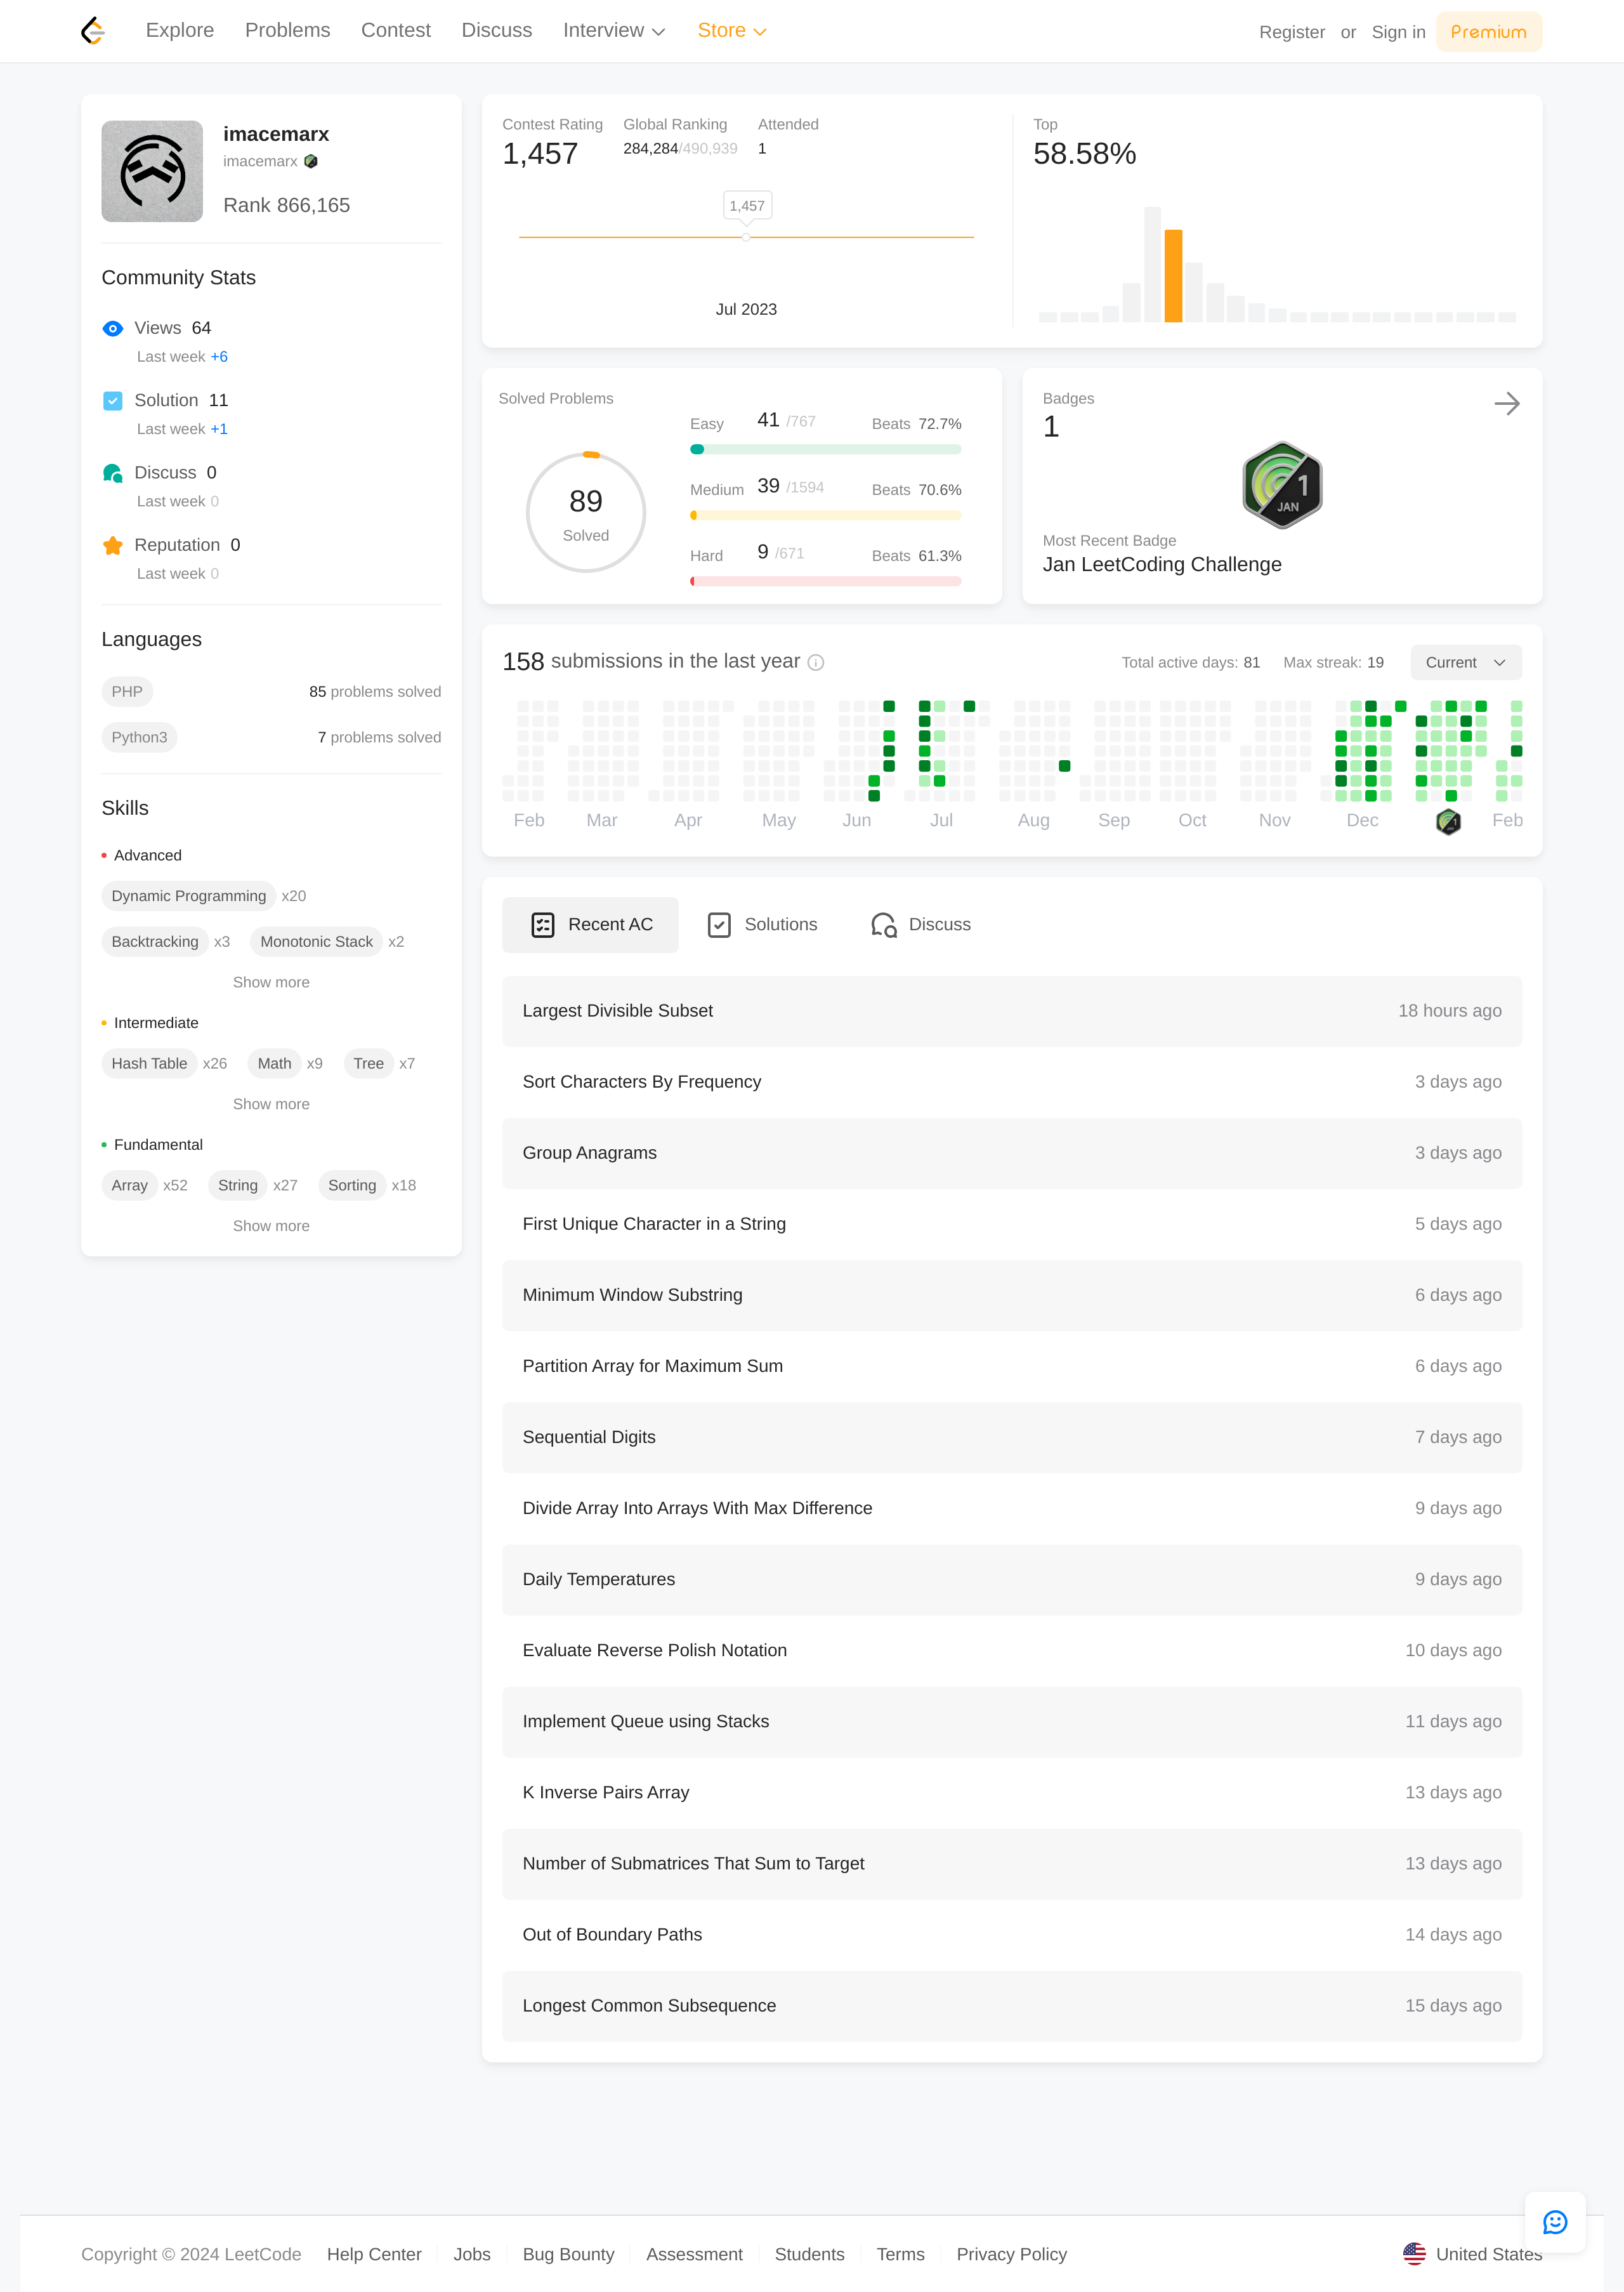 Explore Problems Contest Discuss Interview Store Register or Sign in Premium
imacemarx
imacemarx
Rank 866,165
Community Stats
Views 64
Last week +6
Solution 11
Last week +1
Discuss 0
Last week 0
Reputation 0
Last week 0
Languages
PHP 85 problems solved
Python3 7 problems solved
Skills
Advanced
Dynamic Programming x20
Backtracking x3 Monotonic Stack x2
Show more
Intermediate
Hash Table x26 Math x9 Tree x7
Show more
Fundamental
Array x52 String x27 Sorting x18
Show more
Contest Rating Global Ranking Attended
1,457 284,284/490,939 1
1,457
Jul 2023
Top
58.58%
Solved Problems
89
Solved
Easy 41 /767 Beats 72.7%
Medium 39 /1594 Beats 70.6%
Hard 9 /671 Beats 61.3%
Badges
1
1
JAN
Most Recent Badge
Jan LeetCoding Challenge
158 submissions in the last year Total active days: 81 Max streak: 19 Current
Feb Mar Apr May Jun Jul Aug Sep Oct Nov Dec Feb
Recent AC Solutions Discuss
Largest Divisible Subset 18 hours ago
Sort Characters By Frequency 3 days ago
Group Anagrams 3 days ago
First Unique Character in a String 5 days ago
Minimum Window Substring 6 days ago
Partition Array for Maximum Sum 6 days ago
Sequential Digits 7 days ago
Divide Array Into Arrays With Max Difference 9 days ago
Daily Temperatures 9 days ago
Evaluate Reverse Polish Notation 10 days ago
Implement Queue using Stacks 11 days ago
K Inverse Pairs Array 13 days ago
Number of Submatrices That Sum to Target 13 days ago
Out of Boundary Paths 14 days ago
Longest Common Subsequence 15 days ago
Copyright © 2024 LeetCode Help Center Jobs Bug Bounty Assessment Students Terms Privacy Policy United States